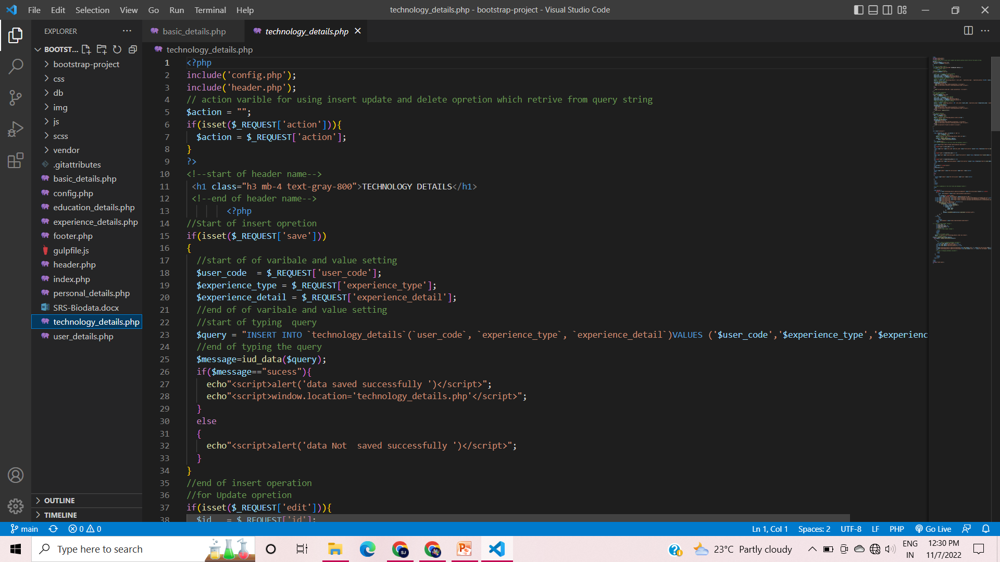 File Edit Selection View Go Run Terminal Help
technology_details.php - bootstrap-project - Visual Studio Code
EXPLORER
BOOTST...
bootstrap-project
css
db
img
js
scss
vendor
.gitattributes
basic_details.php
config.php
education_details.php
experience_details.php
footer.php
gulpfile.js
header.php
index.php
personal_details.php
SRS-Biodata.docx
technology_details.php
user_details.php
OUTLINE
TIMELINE
basic_details.php
technology_details.php
technology_details.php
1 <?php
2 include('config.php');
3 include('header.php');
4 // action varible for using insert update and delete opretion which retrive from query string
5 $action = "";
6 if(isset($_REQUEST['action'])){
7 $action = $_REQUEST['action'];
8 }
9 ?>
10 <!--start of header name-->
11 <h1 class="h3 mb-4 text-gray-800">TECHNOLOGY DETAILS</h1>
12 <!--end of header name-->
13 <?php
14 //Start of insert opretion
15 if(isset($_REQUEST['save']))
16 {
17 //start of of varibale and value setting
18 $user_code  = $_REQUEST['user_code'];
19 $experience_type = $_REQUEST['experience_type'];
20 $experience_detail = $_REQUEST['experience_detail'];
21 //end of of varibale and value setting
22 //start of typing  query
23 $query = "INSERT INTO `technology_details`(`user_code`, `experience_type`, `experience_detail`)VALUES ('$user_code','$experience_type','$experienc
24 //end of typing the query
25 $message=iud_data($query);
26 if($message=="sucess"){
27 echo"<script>alert('data saved successfully ')</script>";
28 echo"<script>window.location='technology_details.php'</script>";
29 }
30 else
31 {
32 echo"<script>alert('data Not  saved successfully ')</script>";
33 }
34 }
35 //end of insert operation
36 //for Update opretion
37 if(isset($_REQUEST['edit'])){
38 $id   = $_REQUEST['id'];
main 0 0 Ln 1, Col 1 Spaces: 2 UTF-8 LF PHP Go Live
Type here to search
SJ
23°C Partly cloudy
ENG
IN
12:30 PM
11/7/2022